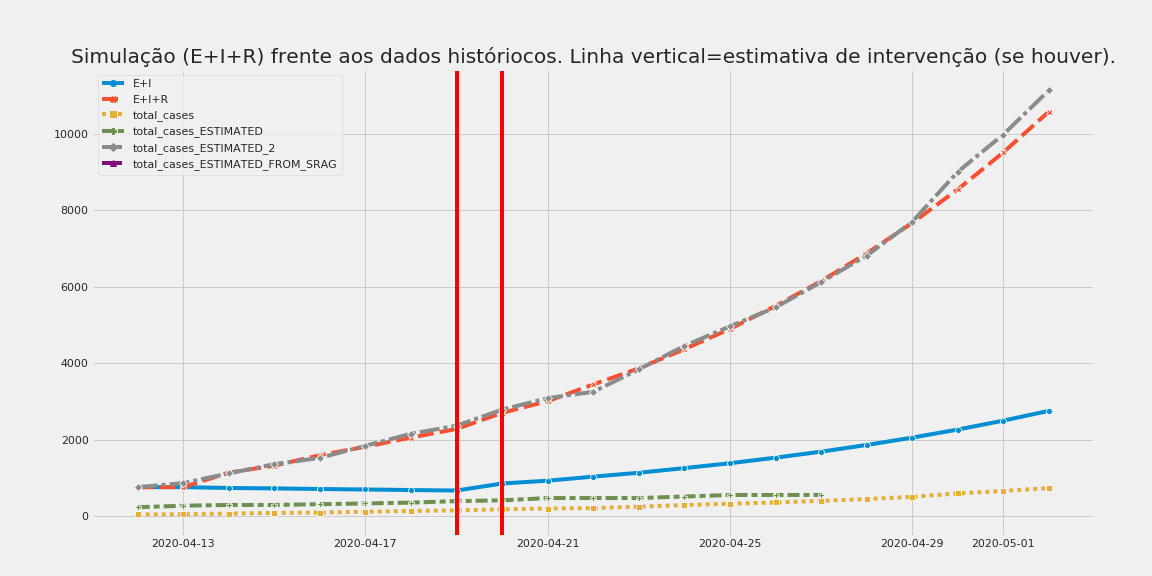 Simulação (E+I+R) frente aos dados históriocos. Linha vertical=estimativa de intervenção (se houver).
E+I
E+I+R
total_cases
total_cases_ESTIMATED
total_cases_ESTIMATED_2
total_cases_ESTIMATED_FROM_SRAG
10000
8000
6000
4000
2000
0
2020-04-13 2020-04-17 2020-04-21 2020-04-25 2020-04-29 2020-05-01